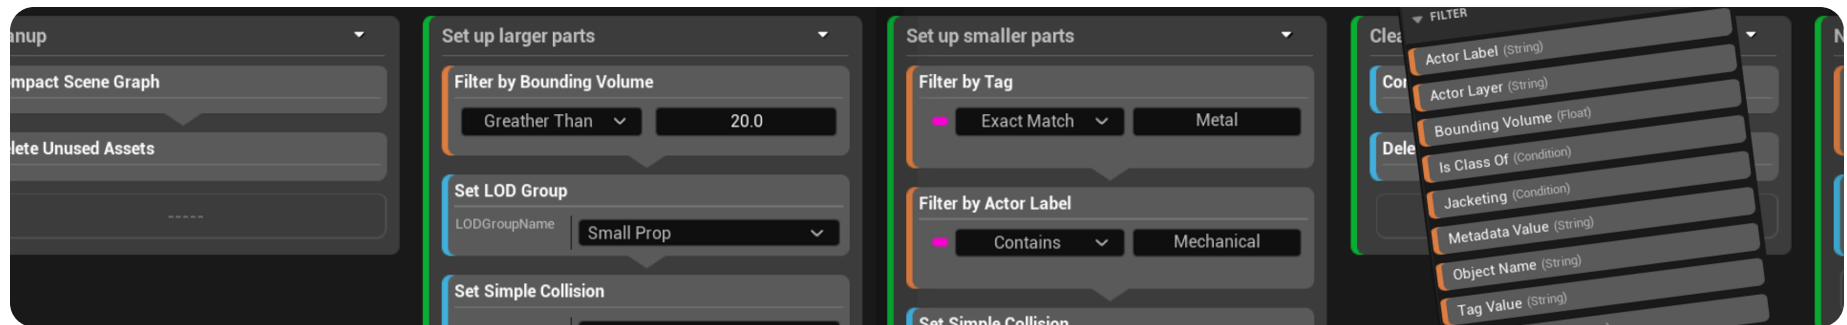 anup
mpact Scene Graph
lete Unused Assets
-----
Set up larger parts
Filter by Bounding Volume
Greather Than
20.0
Set LOD Group
LODGroupName
Small Prop
Set Simple Collision
Set up smaller parts
Filter by Tag
Exact Match
Metal
Filter by Actor Label
Contains
Mechanical
Set Simple Collision
Clea
Con
Dele
FILTER
Actor Label (String)
Actor Layer (String)
Bounding Volume (Float)
Is Class Of (Condition)
Jacketing (Condition)
Metadata Value (String)
Object Name (String)
Tag Value (String)
N